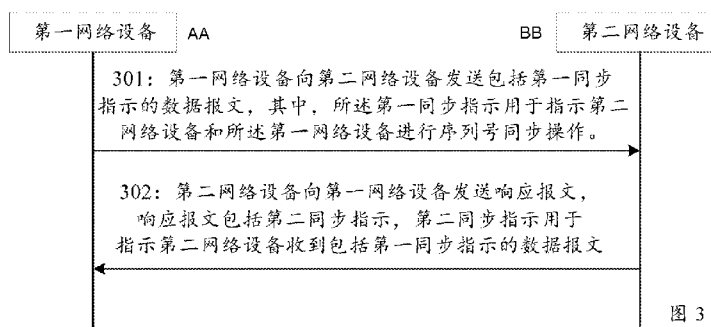 第一网络设备 AA BB 第二网络设备
301：第一网络设备向第二网络设备发送包括第一同步
指示的数据报文，其中，所述第一同步指示用于指示第二
网络设备和所述第一网络设备进行序列号同步操作。
302：第二网络设备向第一网络设备发送响应报文，
响应报文包括第二同步指示，第二同步指示用于
指示第二网络设备收到包括第一同步指示的数据报文
图 3